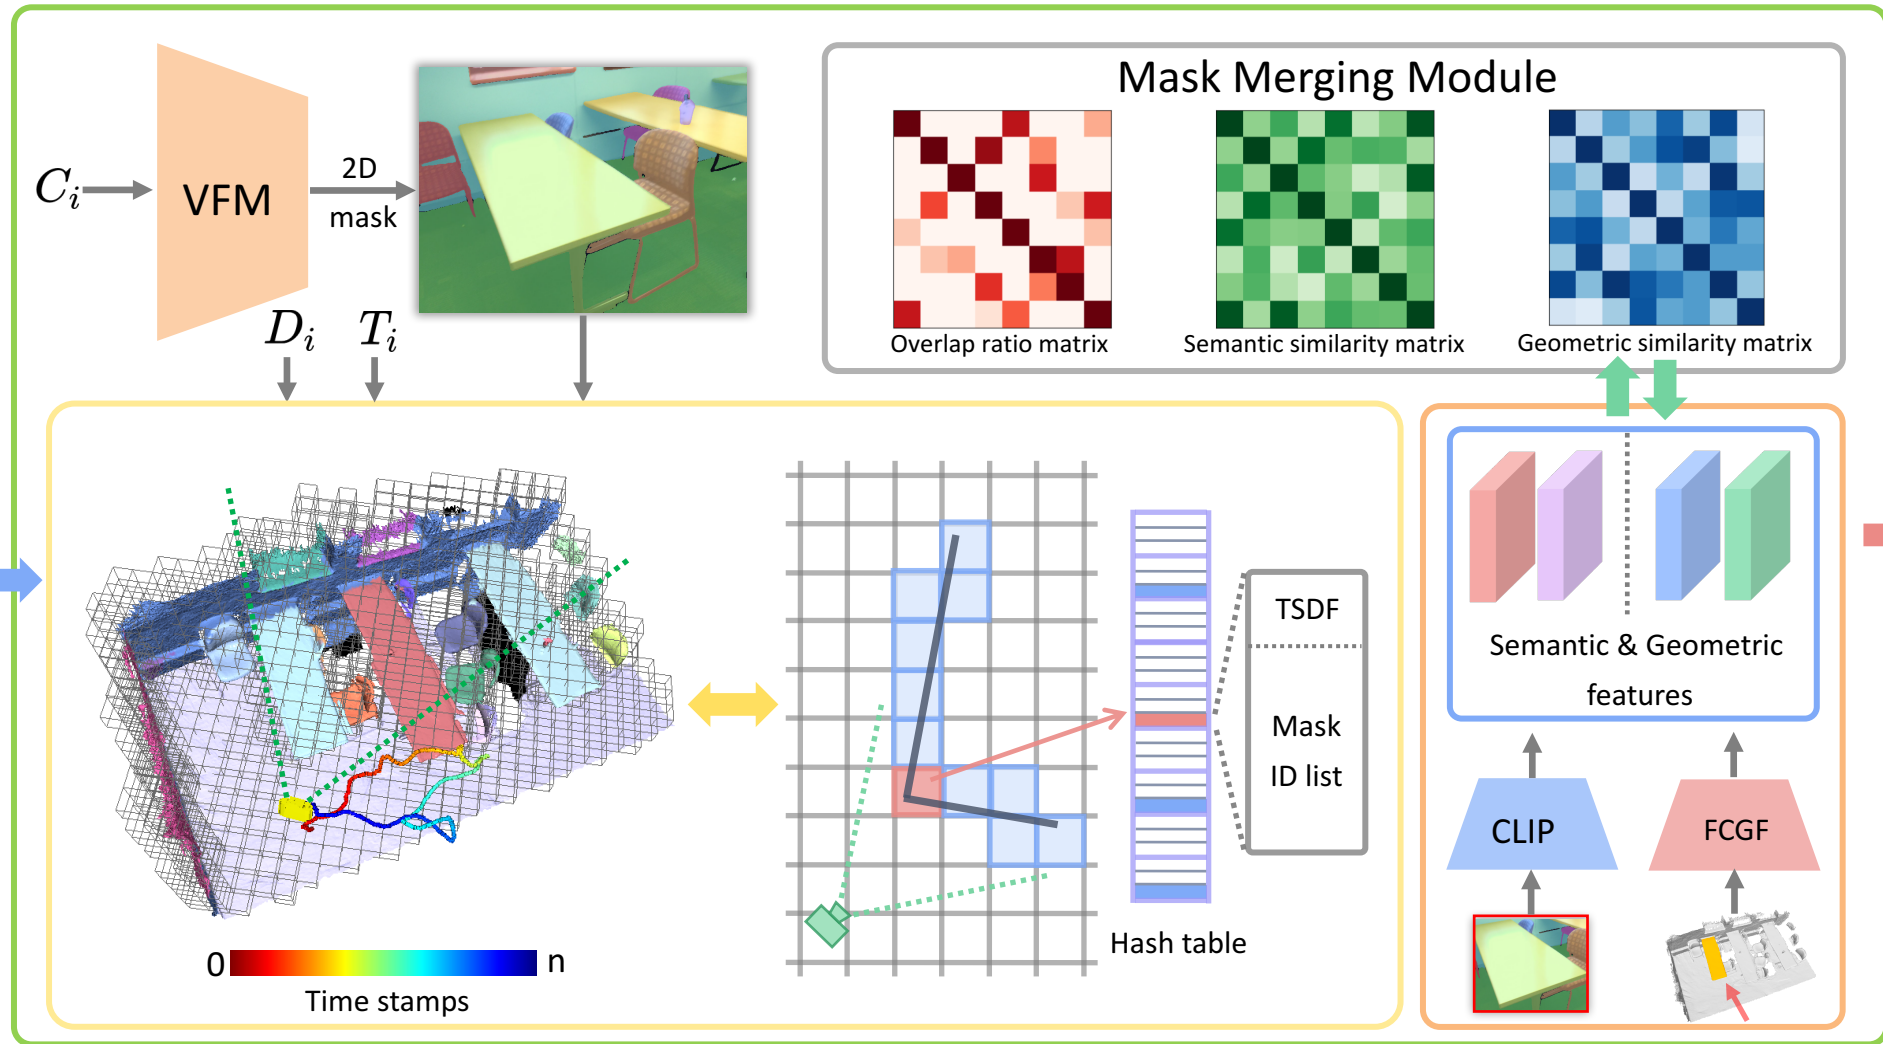 C_i
VFM
2D
mask
D_i
T_i
Mask Merging Module
Overlap ratio matrix
Semantic similarity matrix
Geometric similarity matrix
0
n
Time stamps
Hash table
TSDF
Mask
ID list
Semantic & Geometric
features
CLIP
FCGF